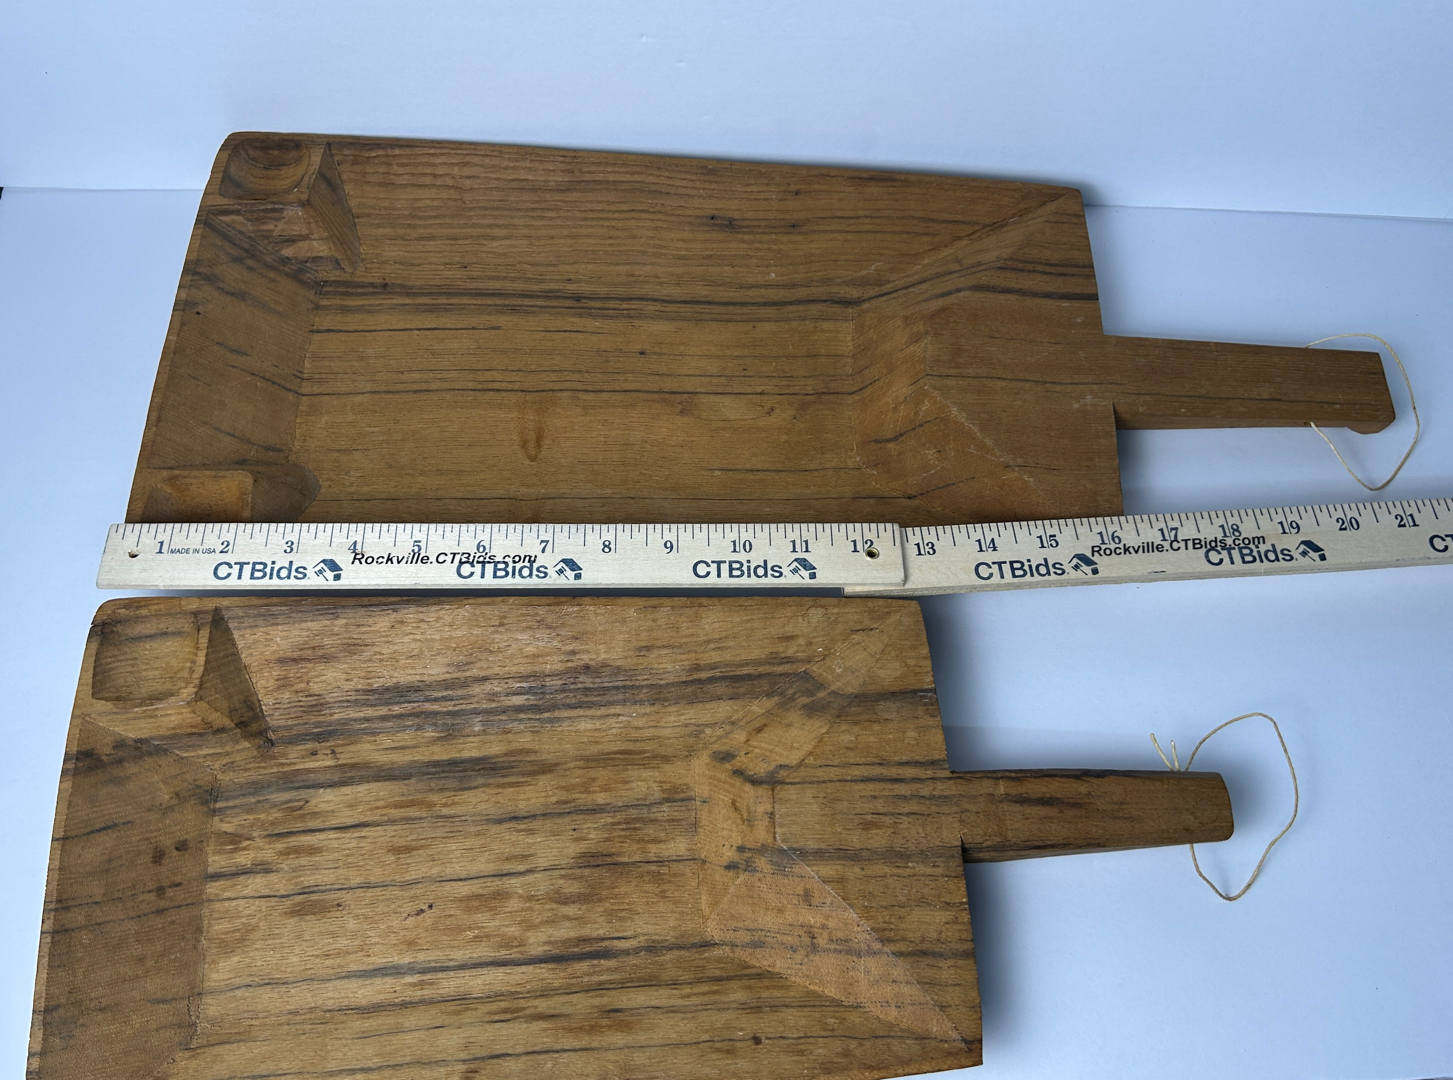 1 MADE IN USA 2 3 4 5 6 7 8 9 10 11 12 13 14 15 16 17 18 19 20 21
CTBids. Rockville.CTBids.com CTBids CTBids. CTBids. Rockville.CTBids.com CTBids CT